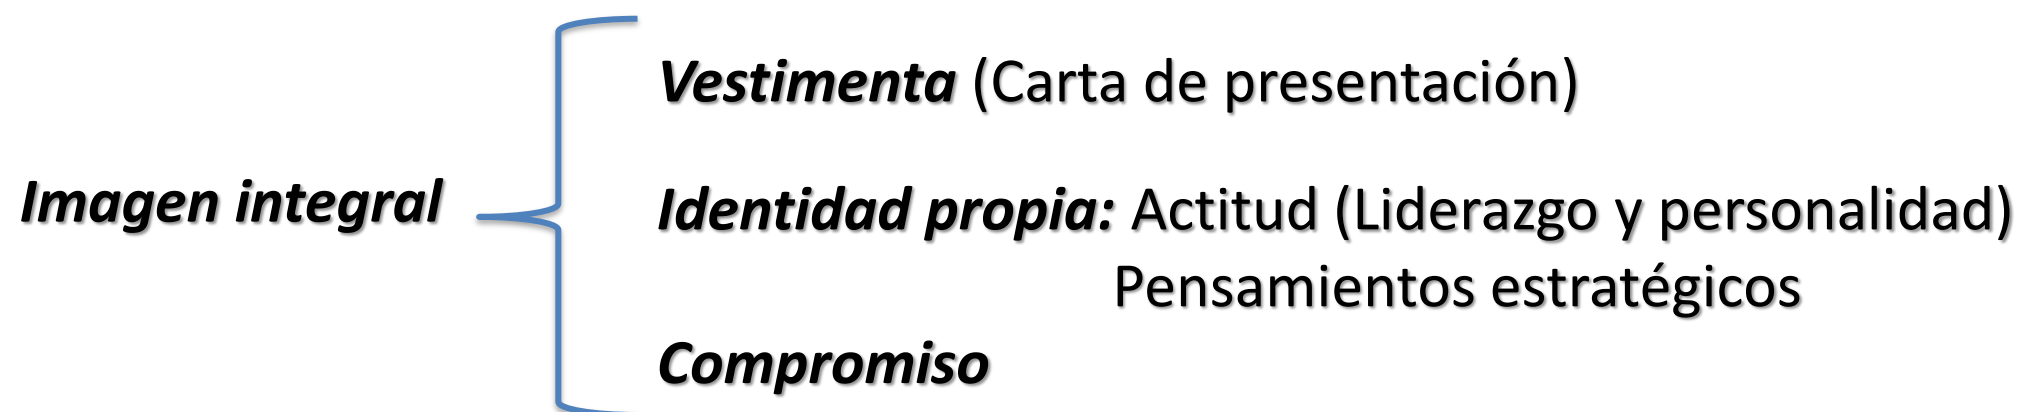 Imagen integral
Vestimenta (Carta de presentación)
Identidad propia: Actitud (Liderazgo y personalidad)
Pensamientos estratégicos
Compromiso